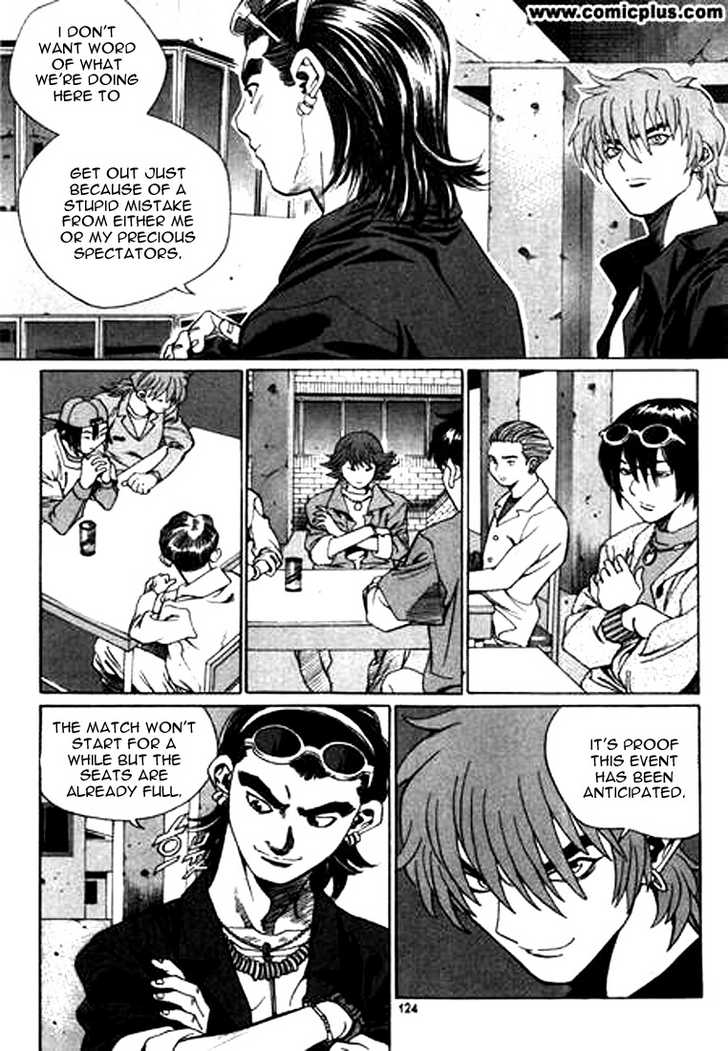 www.comicplus.com
I DON'T
WANT WORD
OF WHAT
WE'RE DOING
HERE TO
GET OUT JUST
BECAUSE OF A
STUPID MISTAKE
FROM EITHER ME
OR MY PRECIOUS
SPECTATORS.
THE MATCH WON'T
START FOR A
WHILE BUT THE
SEATS ARE
ALREADY FULL.
IT'S PROOF
THIS EVENT
HAS BEEN
ANTICIPATED.
124